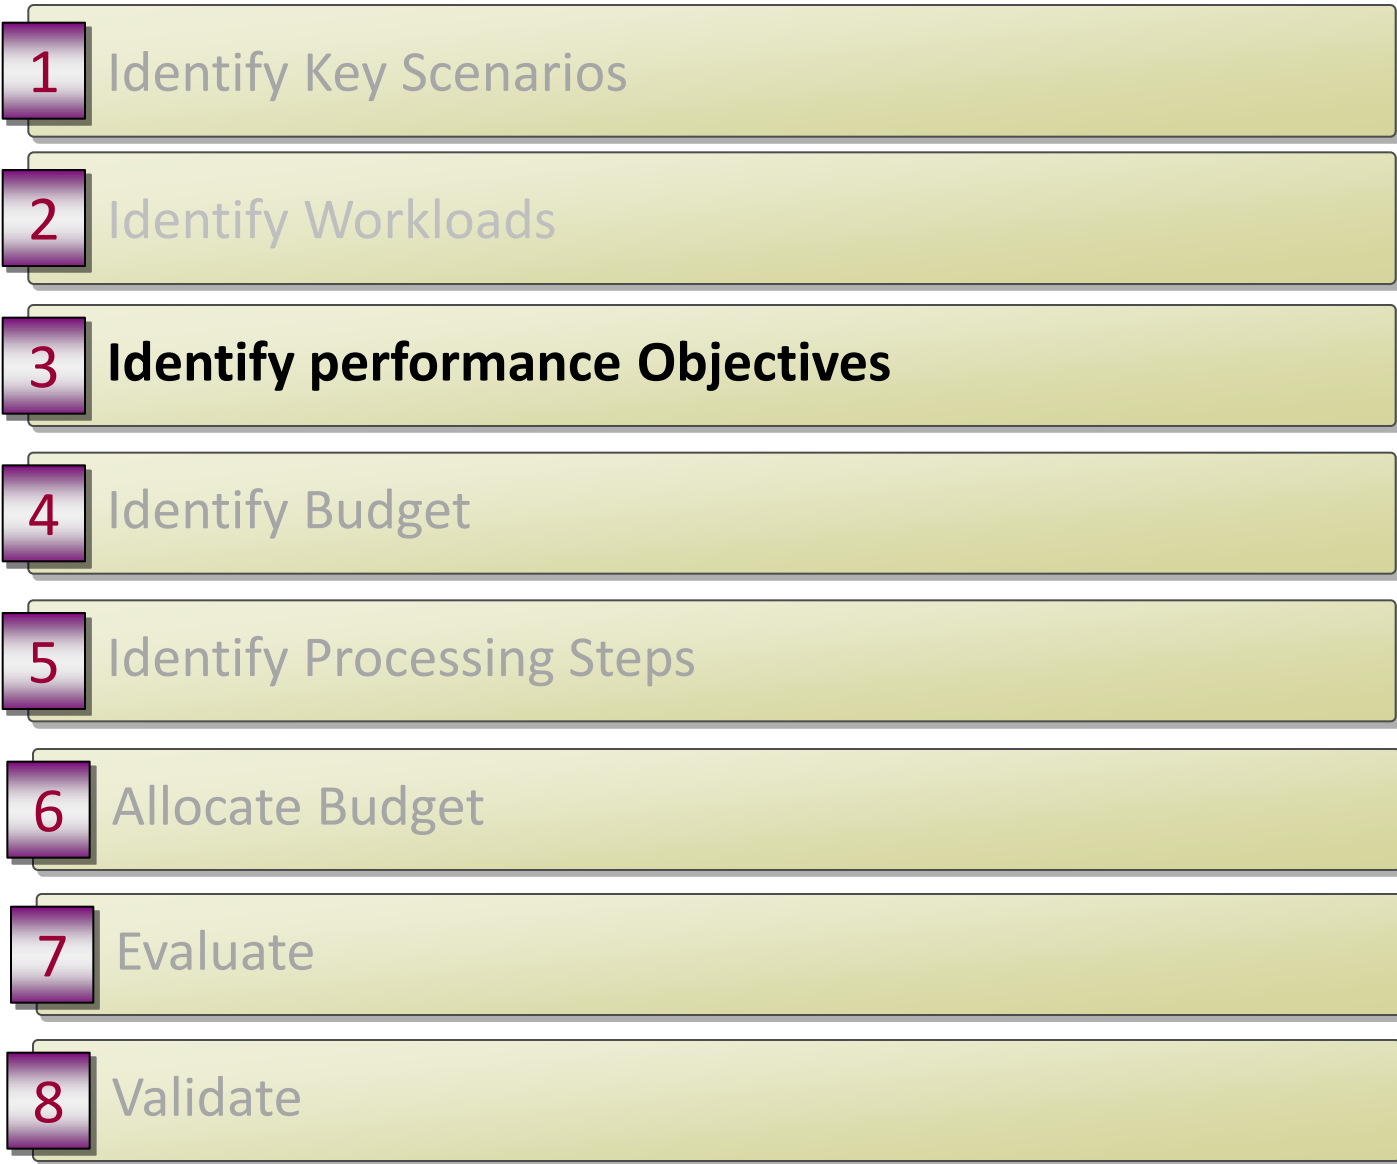 1 Identify Key Scenarios
2 Identify Workloads
3 Identify performance Objectives
4 Identify Budget
5 Identify Processing Steps
6 Allocate Budget
7 Evaluate
8 Validate